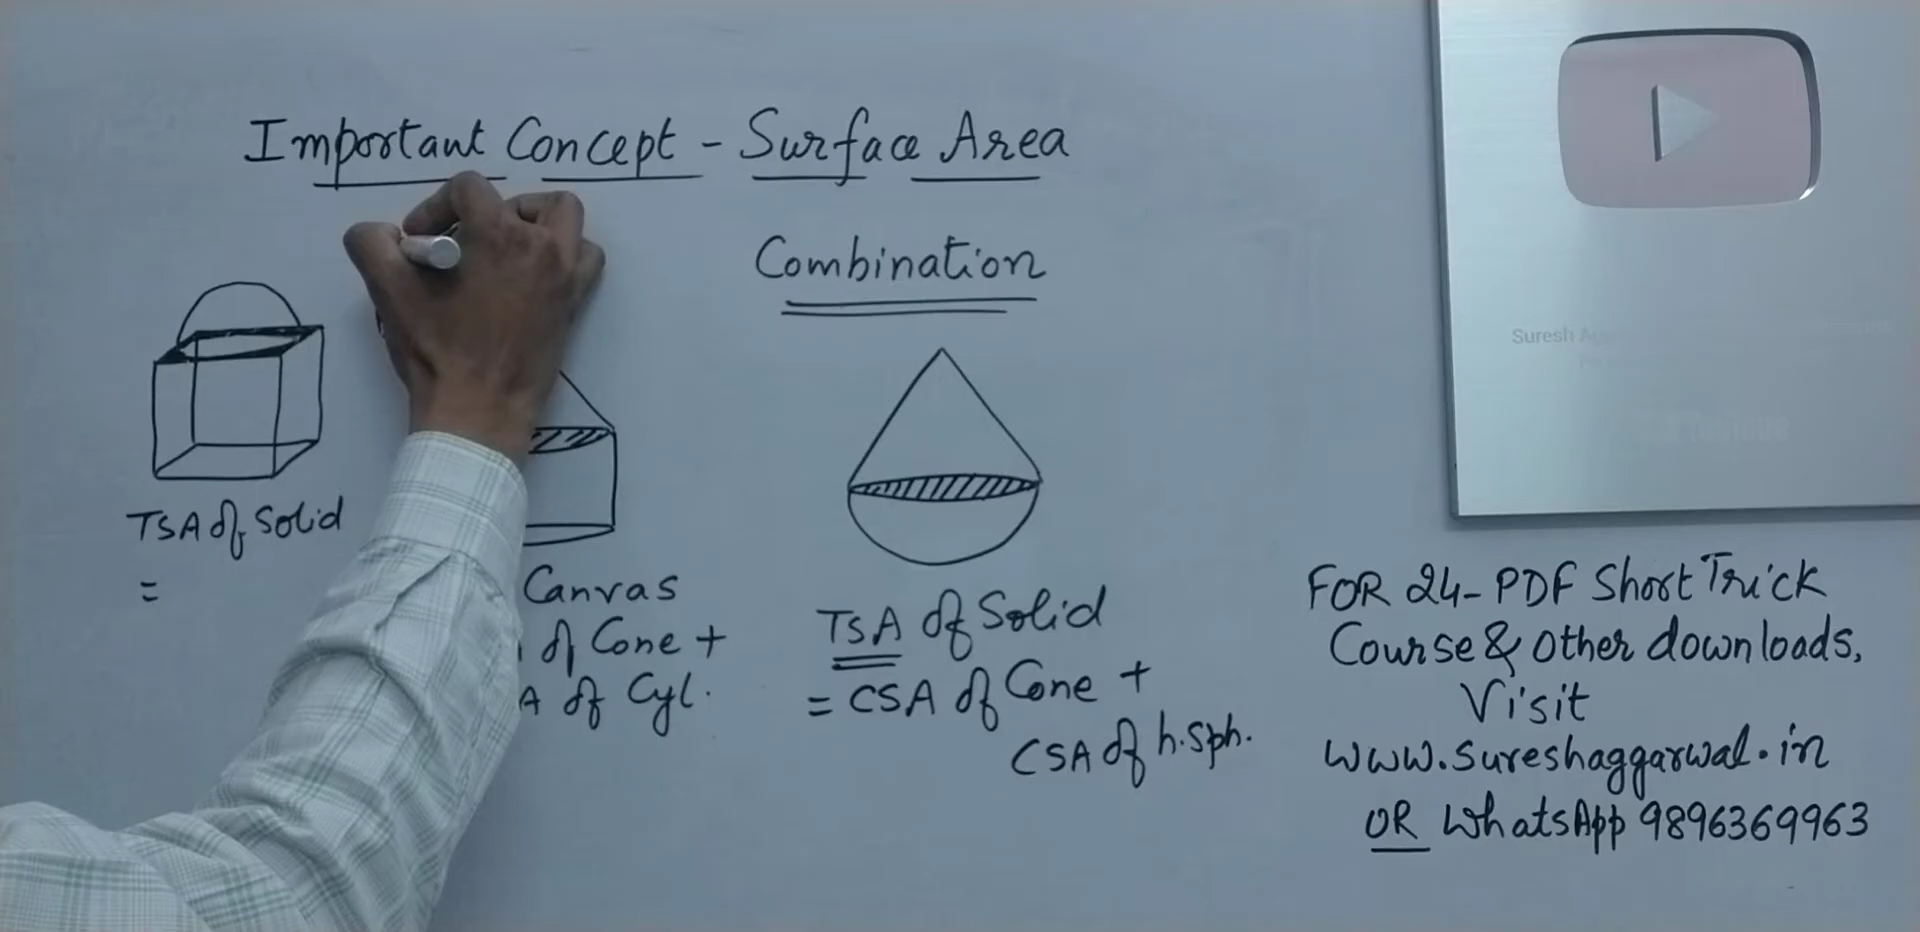 Important Concept - Surface Area
Combination
TSA of Solid
=
Canvas
of Cone +
A of Cyl.
TSA of Solid
= CSA of Cone +
CSA of h.sph.
Suresh
FOR 24- PDF Short Trick
Course & Other downloads,
Visit
www.sureshaggarwal.in
OR WhatsApp 9896369963